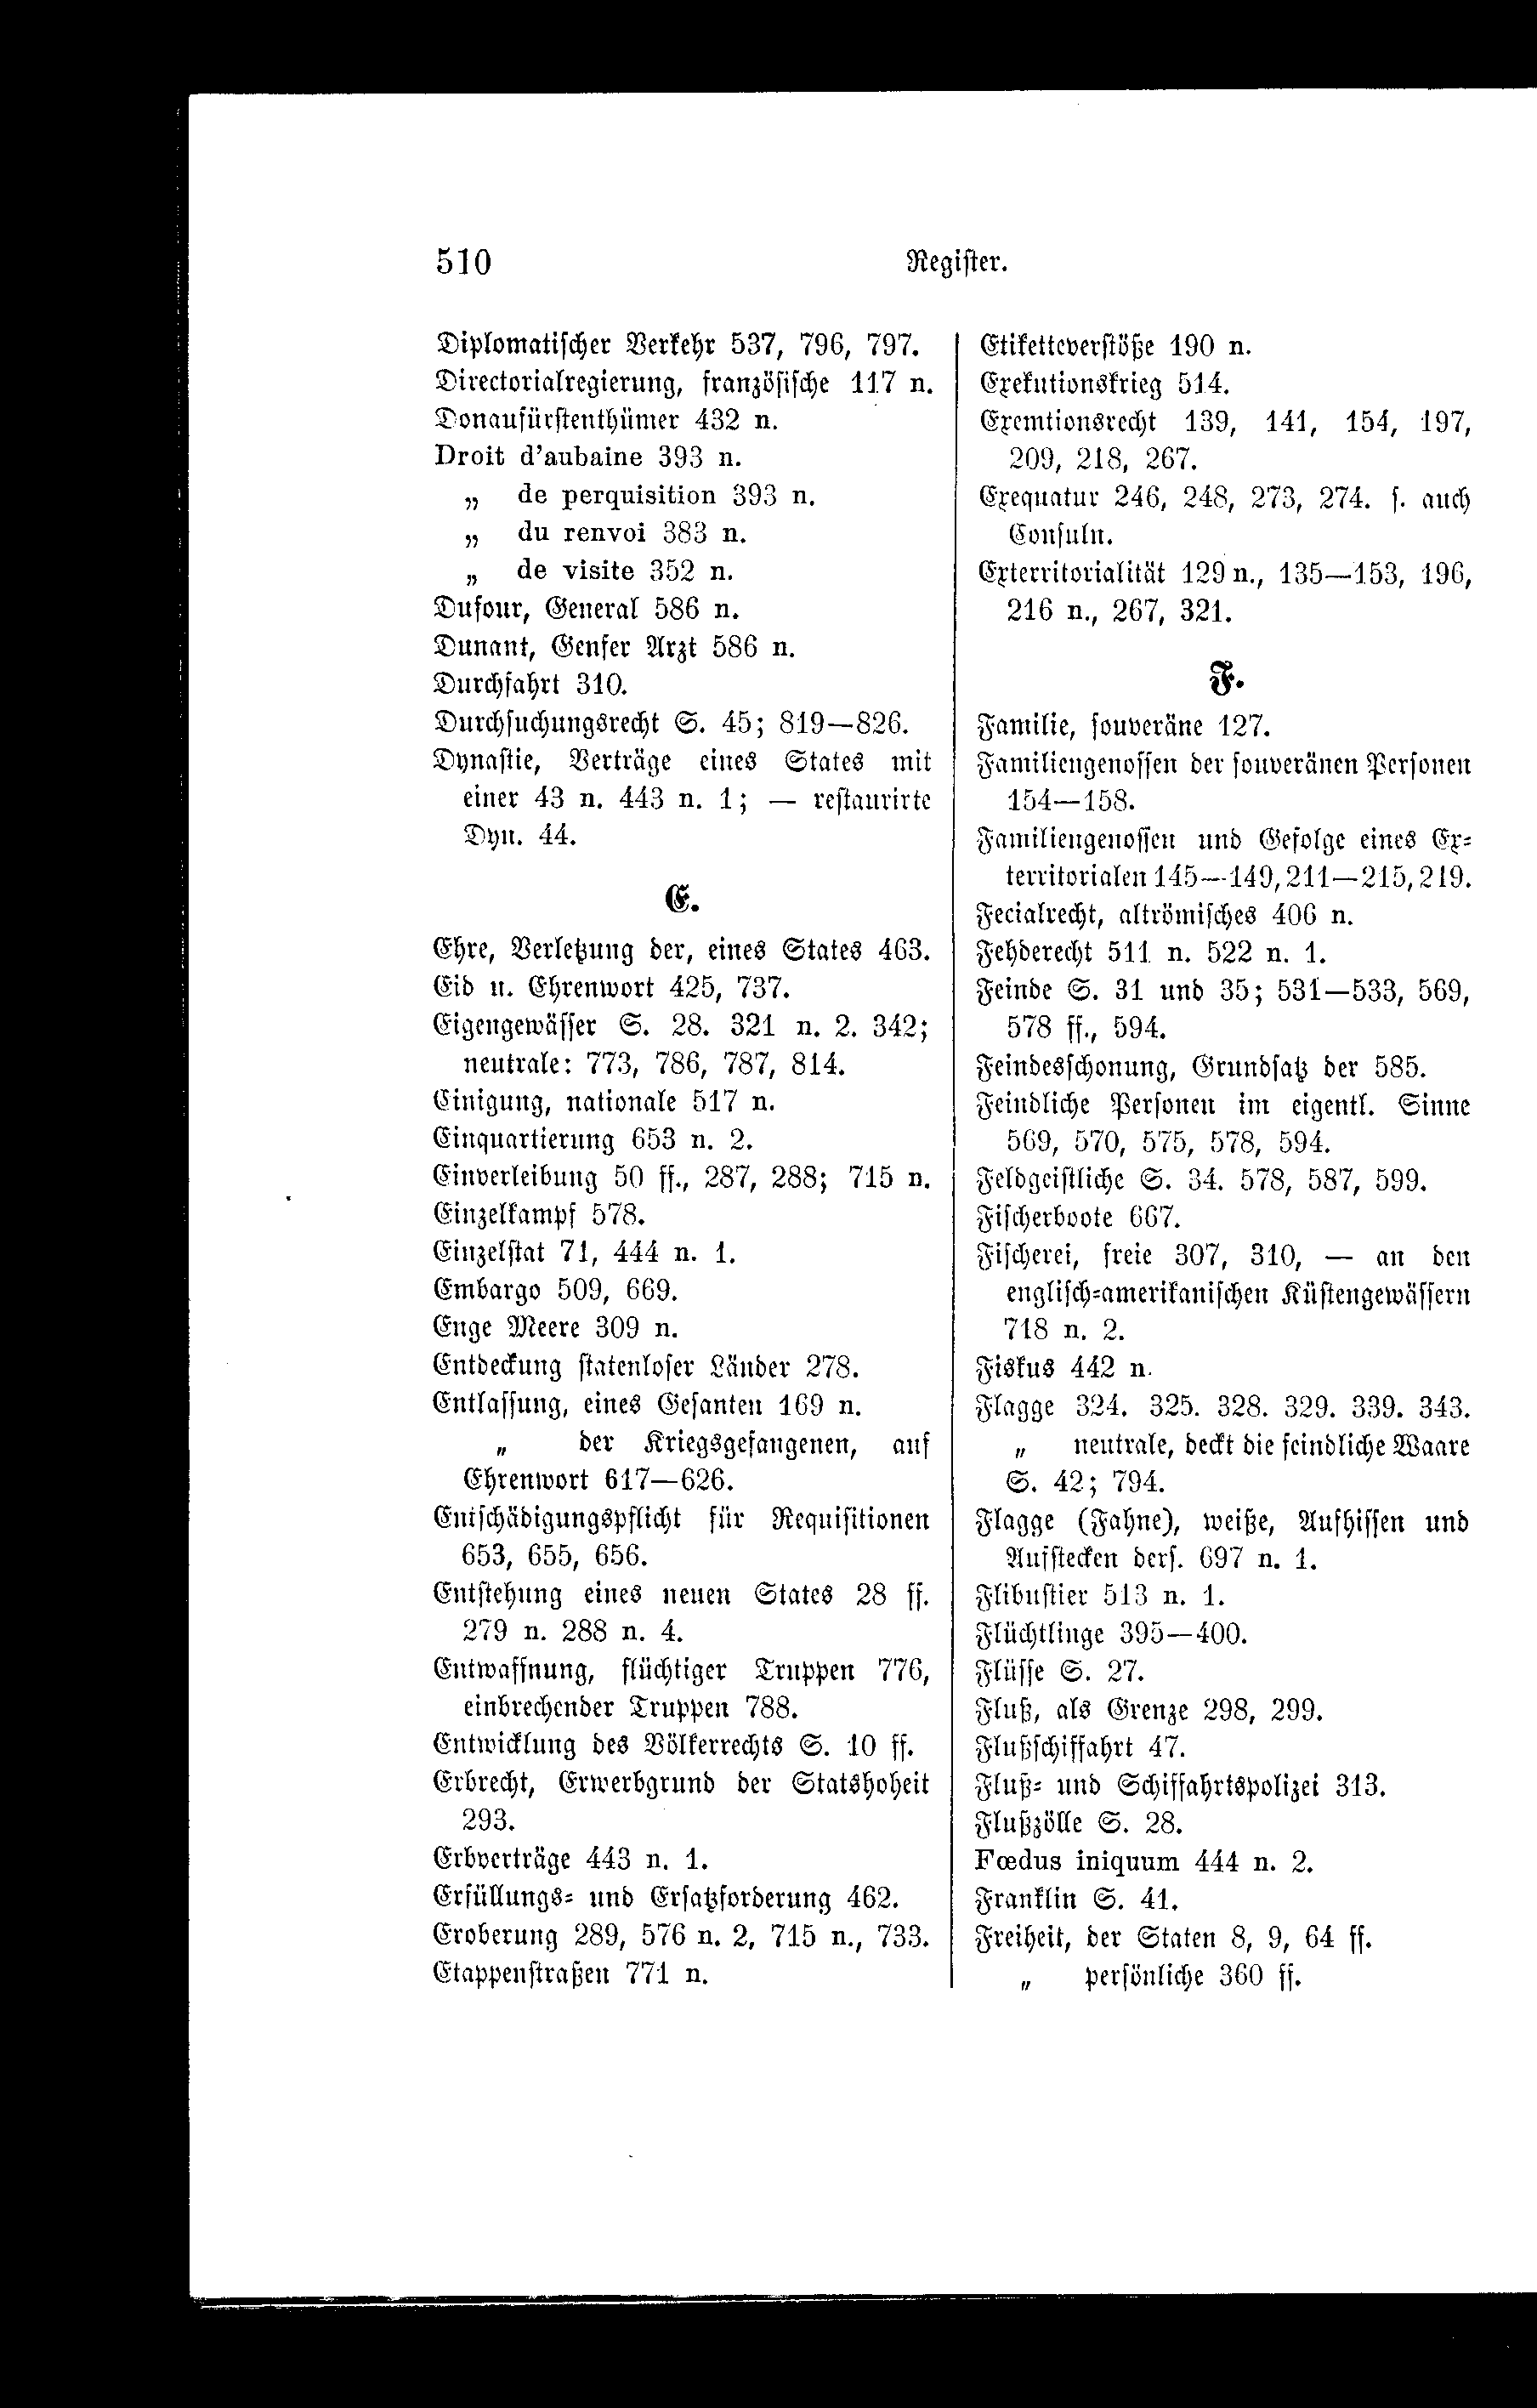 510
Register.
Diplomatischer Verkehr 537, 796, 797.
Directorialregierung, französische 117 n.
Donaufürstenthümer 432 n.
Droit d'aubaine 393 n.
„ de perquisition 393 n.
„ du renvoi 383 n.
„ de visite 352 n.
Dufour, General 586 n.
Dunant, Genfer Arzt 586 n.
Durchfahrt 310.
Durchsuchungsrecht S. 45; 819—826.
Dynastie, Verträge eines States mit
einer 43 n. 443 n. 1; — restaurirte
Dyn. 44.
E.
Ehre, Verletzung der, eines States 463.
Eid u. Ehrenwort 425, 737.
Eigengewässer S. 28. 321 n. 2. 342;
neutrale: 773, 786, 787, 814.
Einigung, nationale 517 n.
Einquartierung 653 n. 2.
Einverleibung 50 ff., 287, 288; 715 n.
Einzelkampf 578.
Einzelstat 71, 444 n. 1.
Embargo 509, 669.
Enge Meere 309 n.
Entdeckung statenloser Länder 278.
Entlassung, eines Gesanten 169 n.
„ der Kriegsgefangenen, auf
Ehrenwort 617—626.
Entschädigungspflicht für Requisitionen
653, 655, 656.
Entstehung eines neuen States 28 ff.
279 n. 288 n. 4.
Entwaffnung, flüchtiger Truppen 776,
einbrechender Truppen 788.
Entwicklung des Völkerrechts S. 10 ff.
Erbrecht, Erwerbgrund der Statshoheit
293.
Erbverträge 443 n. 1.
Erfüllungs- und Ersatzforderung 462.
Eroberung 289, 576 n. 2, 715 n., 733.
Etappenstraßen 771 n.
Etiketteverstöße 190 n.
Exekutionskrieg 514.
Exemtionsrecht 139, 141, 154, 197,
209, 218, 267.
Exequatur 246, 248, 273, 274. s. auch
Consuln.
Exterritorialität 129 n., 135—153, 196,
216 n., 267, 321.
F.
Familie, souveräne 127.
Familiengenossen der souveränen Personen
154—158.
Familiengenossen und Gefolge eines Ex-
territorialen 145—149, 211—215, 219.
Fecialrecht, altrömisches 406 n.
Fehderecht 511 n. 522 n. 1.
Feinde S. 31 und 35; 531—533, 569,
578 ff., 594.
Feindesschonung, Grundsatz der 585.
Feindliche Personen im eigentl. Sinne
569, 570, 575, 578, 594.
Feldgeistliche S. 34. 578, 587, 599.
Fischerboote 667.
Fischerei, freie 307, 310, — an den
englisch-amerikanischen Küstengewässern
718 n. 2.
Fiskus 442 n.
Flagge 324. 325. 328. 329. 339. 343.
„ neutrale, deckt die feindliche Waare
S. 42; 794.
Flagge (Fahne), weiße, Aufhissen und
Aufstecken ders. 697 n. 1.
Flibustier 513 n. 1.
Flüchtlinge 395—400.
Flüsse S. 27.
Fluß, als Grenze 298, 299.
Flußschiffahrt 47.
Fluß- und Schiffahrtspolizei 313.
Flußzölle S. 28.
Fœdus iniquum 444 n. 2.
Franklin S. 41.
Freiheit, der Staten 8, 9, 64 ff.
„ persönliche 360 ff.